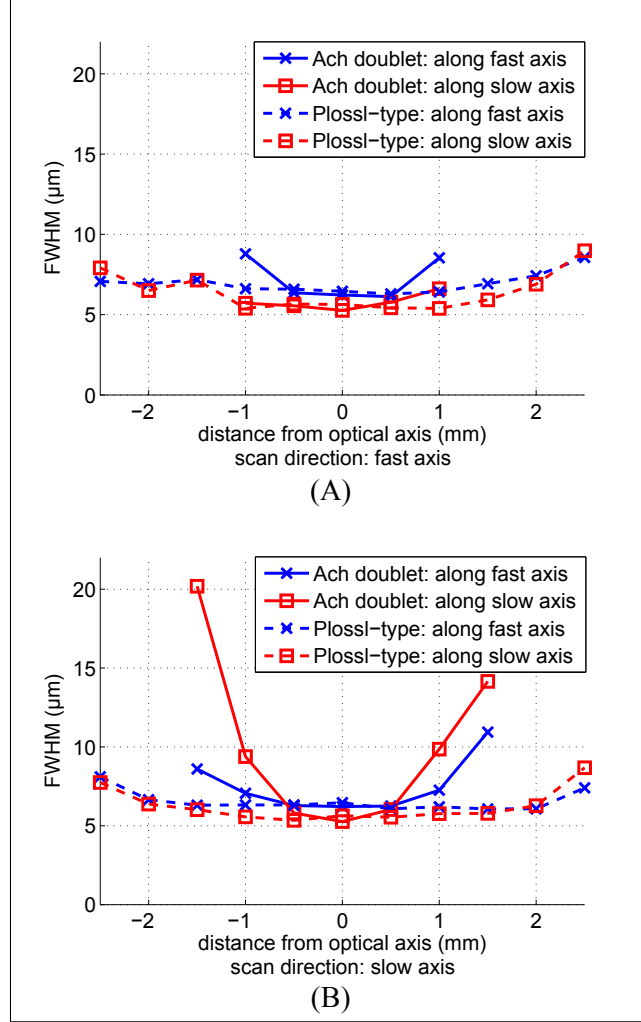 Ach doublet: along fast axis
Ach doublet: along slow axis
Plossl−type: along fast axis
Plossl−type: along slow axis
20
15
10
5
0
FWHM (μm)
−2 −1 0 1 2
distance from optical axis (mm)
scan direction: fast axis
(A)
Ach doublet: along fast axis
Ach doublet: along slow axis
Plossl−type: along fast axis
Plossl−type: along slow axis
20
15
10
5
0
FWHM (μm)
−2 −1 0 1 2
distance from optical axis (mm)
scan direction: slow axis
(B)